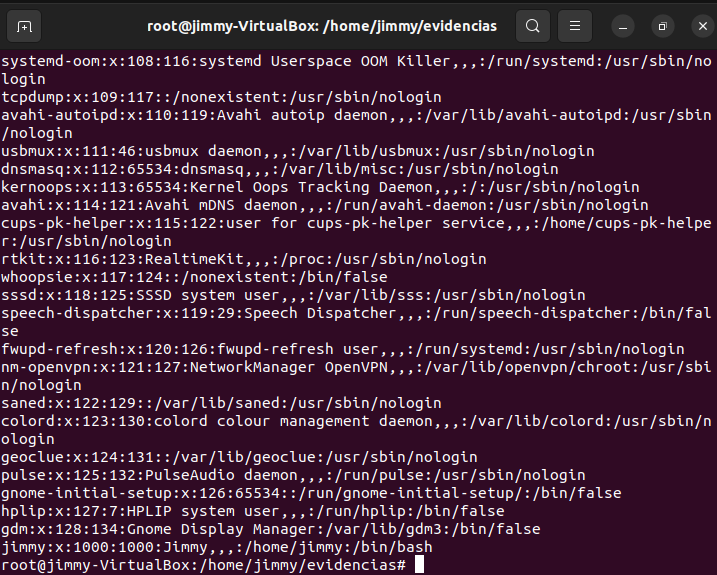 root@jimmy-VirtualBox: /home/jimmy/evidencias
systemd-oom:x:108:116:systemd Userspace OOM Killer,,,:/run/systemd:/usr/sbin/no
login
tcpdump:x:109:117::/nonexistent:/usr/sbin/nologin
avahi-autoipd:x:110:119:Avahi autoip daemon,,,:/var/lib/avahi-autoipd:/usr/sbin
/nologin
usbmux:x:111:46:usbmux daemon,,,:/var/lib/usbmux:/usr/sbin/nologin
dnsmasq:x:112:65534:dnsmasq,,,:/var/lib/misc:/usr/sbin/nologin
kernoops:x:113:65534:Kernel Oops Tracking Daemon,,,:/:/usr/sbin/nologin
avahi:x:114:121:Avahi mDNS daemon,,,:/run/avahi-daemon:/usr/sbin/nologin
cups-pk-helper:x:115:122:user for cups-pk-helper service,,,:/home/cups-pk-helpe
r:/usr/sbin/nologin
rtkit:x:116:123:RealtimeKit,,,:/proc:/usr/sbin/nologin
whoopsie:x:117:124::/nonexistent:/bin/false
sssd:x:118:125:SSSD system user,,,:/var/lib/sss:/usr/sbin/nologin
speech-dispatcher:x:119:29:Speech Dispatcher,,,:/run/speech-dispatcher:/bin/fal
se
fwupd-refresh:x:120:126:fwupd-refresh user,,,:/run/systemd:/usr/sbin/nologin
nm-openvpn:x:121:127:NetworkManager OpenVPN,,,:/var/lib/openvpn/chroot:/usr/sbi
n/nologin
saned:x:122:129::/var/lib/saned:/usr/sbin/nologin
colord:x:123:130:colord colour management daemon,,,:/var/lib/colord:/usr/sbin/n
ologin
geoclue:x:124:131::/var/lib/geoclue:/usr/sbin/nologin
pulse:x:125:132:PulseAudio daemon,,,:/run/pulse:/usr/sbin/nologin
gnome-initial-setup:x:126:65534::/run/gnome-initial-setup/:/bin/false
hplip:x:127:7:HPLIP system user,,,:/run/hplip:/bin/false
gdm:x:128:134:Gnome Display Manager:/var/lib/gdm3:/bin/false
jimmy:x:1000:1000:Jimmy,,,:/home/jimmy:/bin/bash
root@jimmy-VirtualBox:/home/jimmy/evidencias#